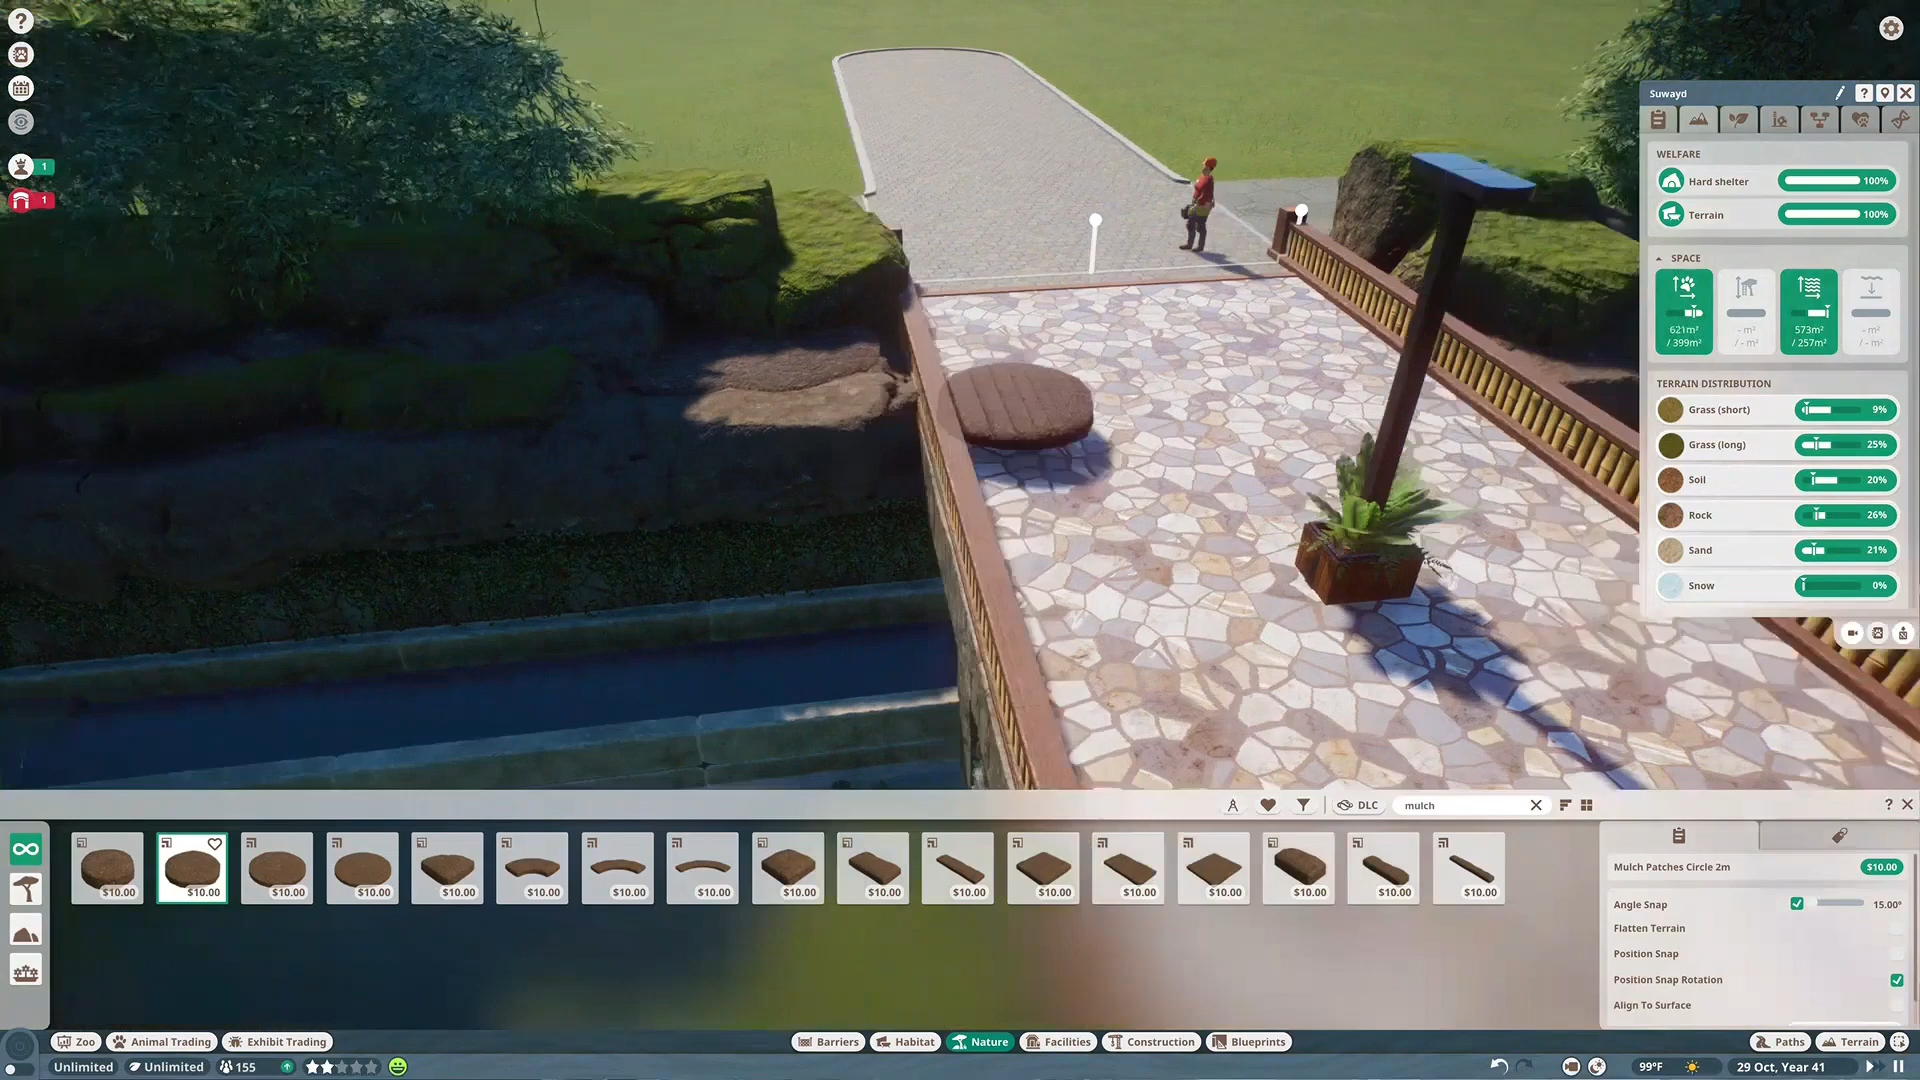 ?
1
1
Suwayd
?
WELFARE
Hard shelter 100%
Terrain 100%
SPACE
621m² - m² 573m² - m²
/ 399m² / - m² / 257m² / - m²
TERRAIN DISTRIBUTION
Grass (short) 9%
Grass (long) 25%
Soil 20%
Rock 26%
Sand 21%
Snow 0%
DLC mulch ?
$10.00 $10.00 $10.00 $10.00 $10.00 $10.00 $10.00 $10.00 $10.00 $10.00 $10.00 $10.00 $10.00 $10.00 $10.00 $10.00 $10.00
Mulch Patches Circle 2m $10.00
Angle Snap 15.00°
Flatten Terrain
Position Snap
Position Snap Rotation
Align To Surface
Zoo Animal Trading Exhibit Trading Barriers Habitat Nature Facilities Construction Blueprints Paths Terrain
Unlimited Unlimited 155 99°F 29 Oct, Year 41